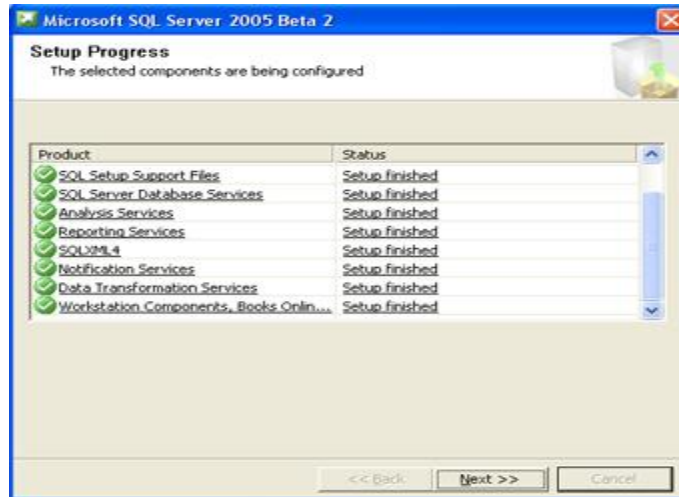 Microsoft SQL Server 2005 Beta 2
Setup Progress
The selected components are being configured
Product Status
SQL Setup Support Files Setup finished
SQL Server Database Services Setup finished
Analysis Services Setup finished
Reporting Services Setup finished
SQLXML4 Setup finished
Notification Services Setup finished
Data Transformation Services Setup finished
Workstation Components, Books Onlin... Setup finished
<< Back Next >> Cancel